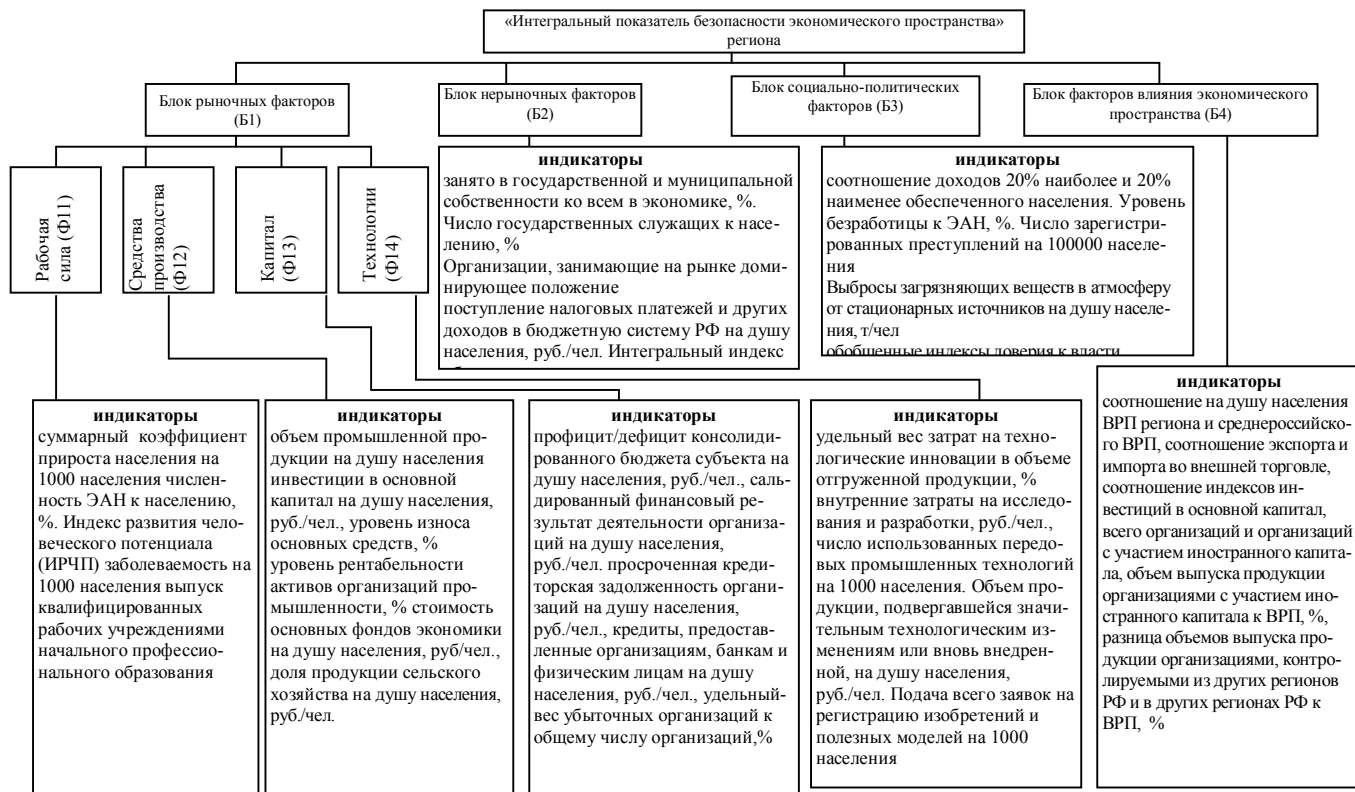 «Интегральный показатель безопасности экономического пространства»
региона
Блок рыночных факторов
(Б1)
Блок нерыночных факторов
(Б2)
Блок социально-политических
факторов (Б3)
Блок факторов влияния экономического
пространства (Б4)
Рабочая
сила (Ф11)
Средства
производства
(Ф12)
Капитал
(Ф13)
Технологии
(Ф14)
индикаторы
занято в государственной и муниципальной
собственности ко всем в экономике, %.
Число государственных служащих к насе-
лению, %
Организации, занимающие на рынке доми-
нирующее положение
поступление налоговых платежей и других
доходов в бюджетную систему РФ на душу
населения, руб./чел. Интегральный индекс
индикаторы
соотношение доходов 20% наиболее и 20%
наименее обеспеченного населения. Уровень
безработицы к ЭАН, %. Число зарегистри-
рованных преступлений на 100000 населе-
ния
Выбросы загрязняющих веществ в атмосферу
от стационарных источников на душу населе-
ния, т/чел
обобщенные индексы доверия к власти
индикаторы
суммарный коэффициент
прироста населения на
1000 населения числен-
ность ЭАН к населению,
%. Индекс развития чело-
веческого потенциала
(ИРЧП) заболеваемость на
1000 населения выпуск
квалифицированных
рабочих учреждениями
начального профессио-
нального образования
индикаторы
объем промышленной про-
дукции на душу населения
инвестиции в основной
капитал на душу населения,
руб./чел., уровень износа
основных средств, %
уровень рентабельности
активов организаций про-
мышленности, % стоимость
основных фондов экономики
на душу населения, руб/чел.,
доля продукции сельского
хозяйства на душу населения,
руб./чел.
индикаторы
профицит/дефицит консолиди-
рованного бюджета субъекта на
душу населения, руб./чел., саль-
дированный финансовый ре-
зультат деятельности организа-
ций на душу населения,
руб./чел. просроченная креди-
торская задолженность органи-
заций на душу населения,
руб./чел., кредиты, предостав-
ленные организациям, банкам и
физическим лицам на душу
населения, руб./чел., удельный-
вес убыточных организаций к
общему числу организаций,%
индикаторы
удельный вес затрат на техно-
логические инновации в объеме
отгруженной продукции, %
внутренние затраты на исследо-
вания и разработки, руб./чел.,
число использованных передо-
вых промышленных технологий
на 1000 населения. Объем про-
дукции, подвергавшейся значи-
тельным технологическим из-
менениям или вновь внедрен-
ной, на душу населения,
руб./чел. Подача всего заявок на
регистрацию изобретений и
полезных моделей на 1000
населения
индикаторы
соотношение на душу населения
ВРП региона и среднероссийско-
го ВРП, соотношение экспорта и
импорта во внешней торговле,
соотношение индексов ин-
вестиций в основной капитал,
всего организаций и организаций
с участием иностранного капита-
ла, объем выпуска продукции
организациями с участием ино-
странного капитала к ВРП, %,
разница объемов выпуска про-
дукции организациями, контро-
лируемыми из других регионов
РФ и в других регионах РФ к
ВРП, %